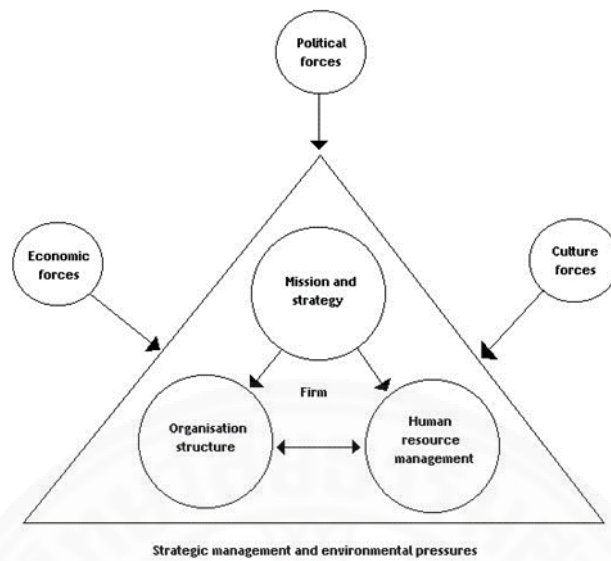 Political
forces
Economic
forces
Culture
forces
Mission and
strategy
Firm
Organisation
structure
Human
resource
management
Strategic management and environmental pressures